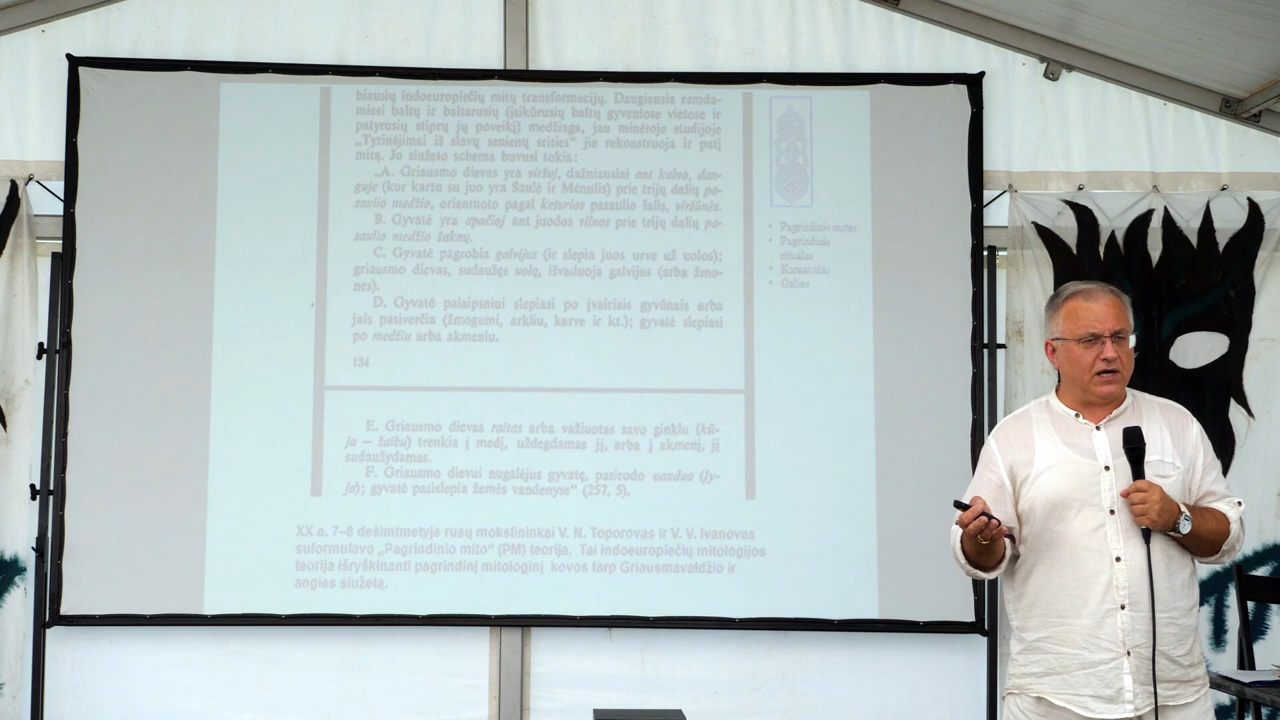 biausių indoeuropiečių mitų transformacijų. Daugiausia remda-
miesi baltų ir baltarusių (įsikūrusių baltų gyventose vietose ir
patyrusių stiprų jų poveikį) medžiaga, jau minėtoje studijoje
„Tyrinėjimai iš slavų senienų srities“ jie rekonstruoja ir patį
mitą. Jo siužeto schema buvusi tokia:
„A. Griausmo dievas yra viršuj, dažniausiai ant kalno, dan-
guje (kur kartu su juo yra Saulė ir Mėnulis) prie trijų dalių pa-
saulio medžio, orientuoto pagal keturias pasaulio šalis, viršūnės.
B. Gyvatė yra apačioj ant juodos vilnos prie trijų dalių pa-
saulio medžio šaknų.
C. Gyvatė pagrobia galvijus (ir slepia juos urve už uolos);
griausmo dievas, sudaužęs uolą, išvaduoja galvijus (arba žmo-
nes).
D. Gyvatė palaipsniui slepiasi po įvairiais gyvūnais arba
jais pasiverčia (žmogumi, arkliu, karve ir kt.); gyvatė slepiasi
po medžiu arba akmeniu.
134
E. Griausmo dievas raitas arba važiuotas savo ginklu (kū-
ju – žaibu) trenkia į medį, uždegdamas jį, arba į akmenį, jį
sudaužydamas.
F. Griausmo dievui nugalėjus gyvatę, pasirodo vanduo (ly-
ja); gyvatė pasislepia žemės vandenyse“ (257, 5).
XX a. 7–8 dešimtmetyje rusų mokslininkai V. N. Toporovas ir V. V. Ivanovas
suformulavo „Pagrindinio mito“ (PM) teoriją. Tai indoeuropiečių mitologijos
teorija išryškinanti pagrindinį mitologinį kovos tarp Griausmavaldžio ir
angies siužetą.
• Pagrindinis mitas
• Pagrindinis
ritualas
• Karnavalas
• Galios